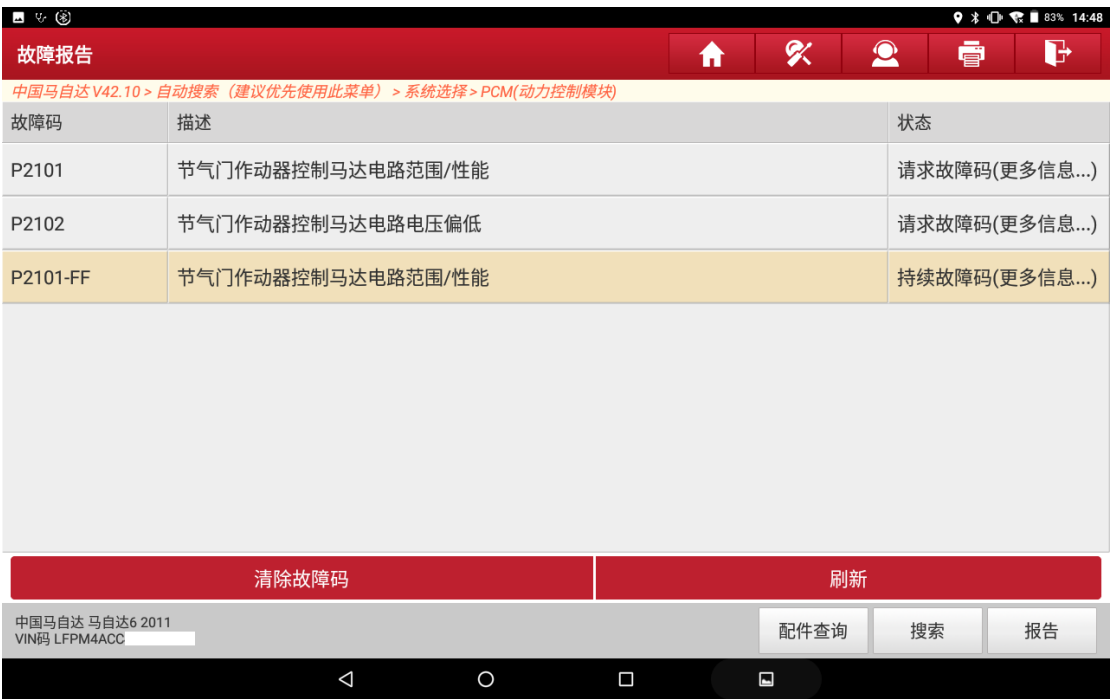 83% 14:48
故障报告
中国马自达 V42.10 > 自动搜索（建议优先使用此菜单） > 系统选择 > PCM(动力控制模块)
故障码 描述 状态
P2101 节气门作动器控制马达电路范围/性能 请求故障码(更多信息...)
P2102 节气门作动器控制马达电路电压偏低 请求故障码(更多信息...)
P2101-FF 节气门作动器控制马达电路范围/性能 持续故障码(更多信息...)
清除故障码 刷新
中国马自达 马自达6 2011
VIN码 LFPM4ACC
配件查询 搜索 报告